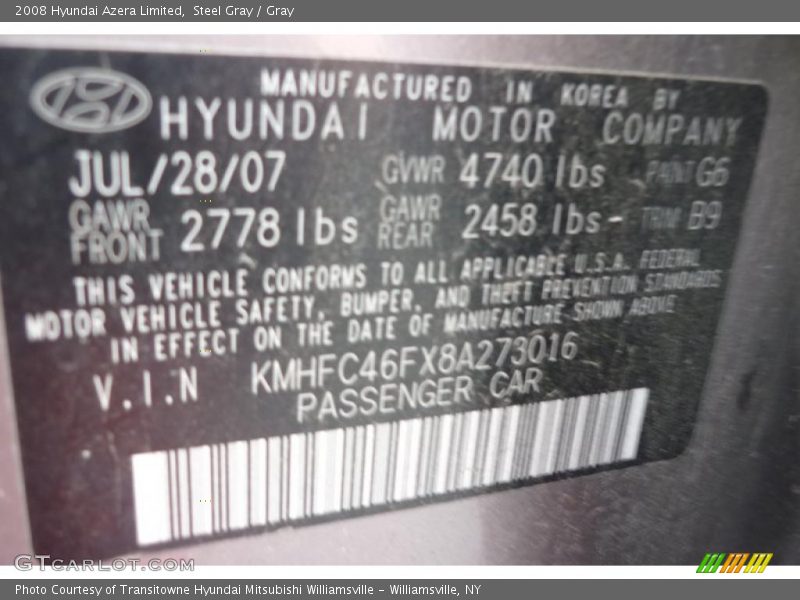 2008 Hyundai Azera Limited,  Steel Gray / Gray
MANUFACTURED IN KOREA BY
HYUNDAI MOTOR COMPANY
JUL/28/07 GVWR 4740 lbs PAINT G6
GAWR FRONT 2778 lbs GAWR REAR 2458 lbs TRIM B9
THIS VEHICLE CONFORMS TO ALL APPLICABLE U.S.A. FEDERAL
MOTOR VEHICLE SAFETY, BUMPER, AND THEFT PREVENTION STANDARDS
IN EFFECT ON THE DATE OF MANUFACTURE SHOWN ABOVE
V.I.N KMHFC46FX8A273016
PASSENGER CAR
GTcarlot.com
Photo Courtesy of Transitowne Hyundai Mitsubishi Williamsville - Williamsville, NY